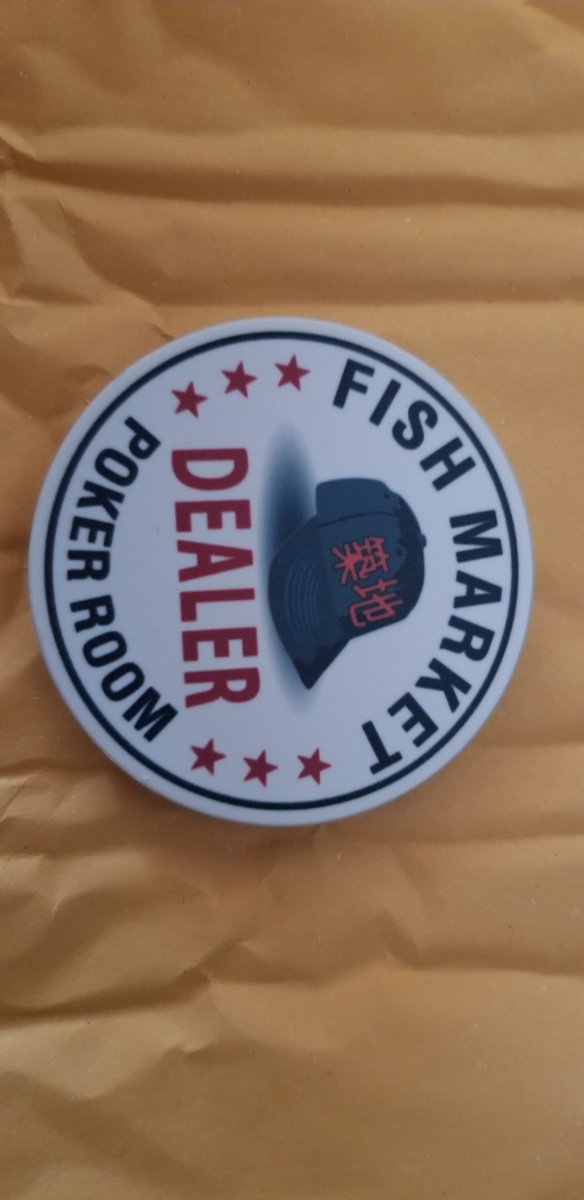 FISH MARKET
築地
DEALER
POKER ROOM